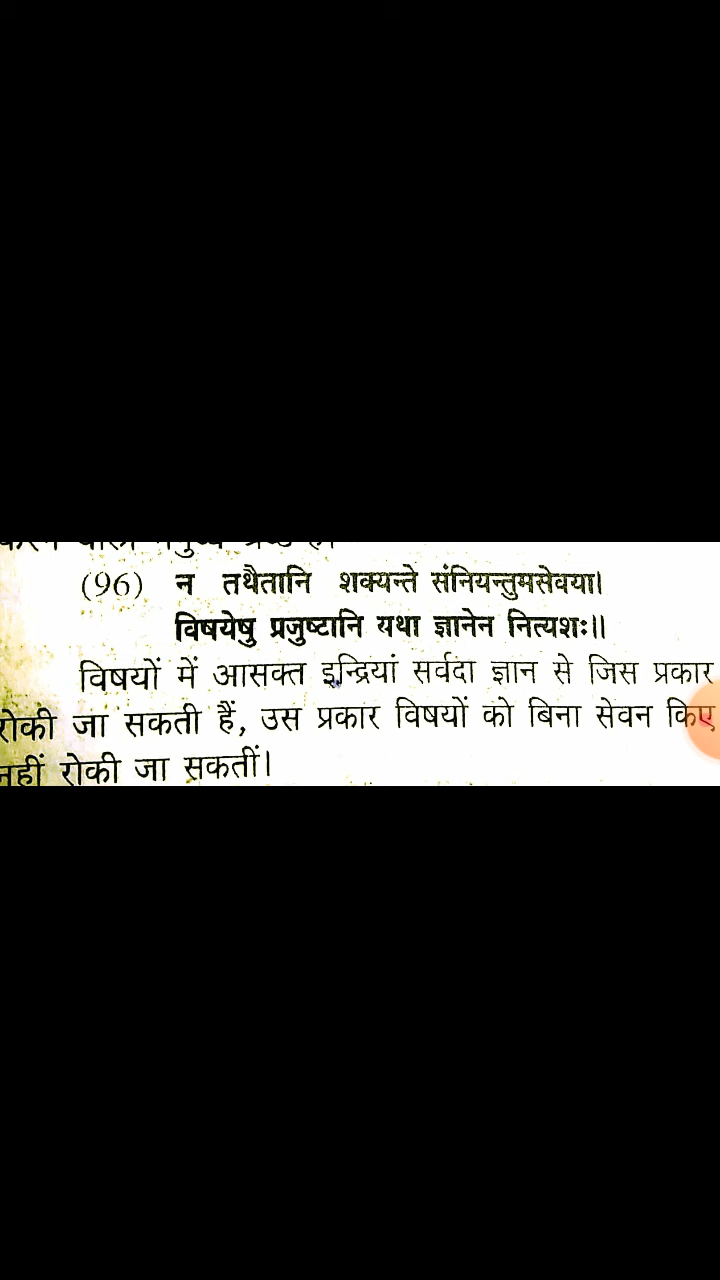 (96) न तथैतानि शक्यन्ते संनियन्तुमसेवया।
विषयेषु प्रजुष्टानि यथा ज्ञानेन नित्यशः॥
विषयों में आसक्त इन्द्रियां सर्वदा ज्ञान से जिस प्रकार
रोकी जा सकती हैं, उस प्रकार विषयों को बिना सेवन किए
नहीं रोकी जा सकतीं।